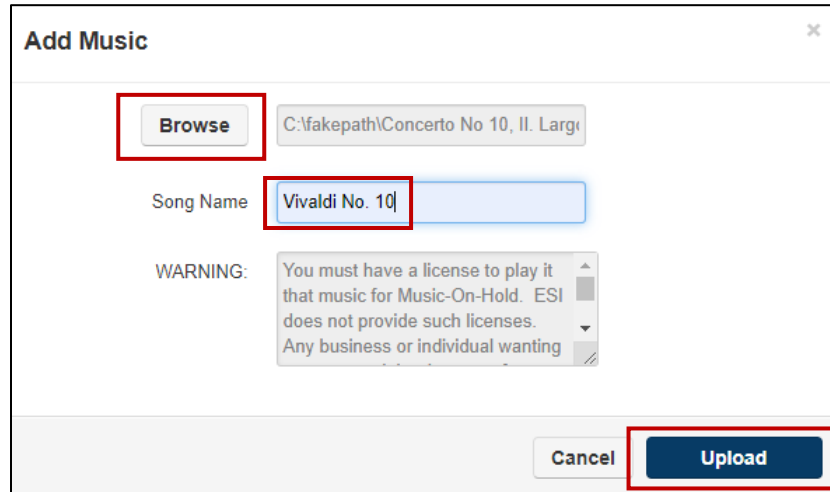 Add Music
×
Browse
C:\fakepath\Concerto No 10, II. Larg
Song Name
Vivaldi No. 10
WARNING:
You must have a license to play it
that music for Music-On-Hold. ESI
does not provide such licenses.
Any business or individual wanting
Cancel
Upload